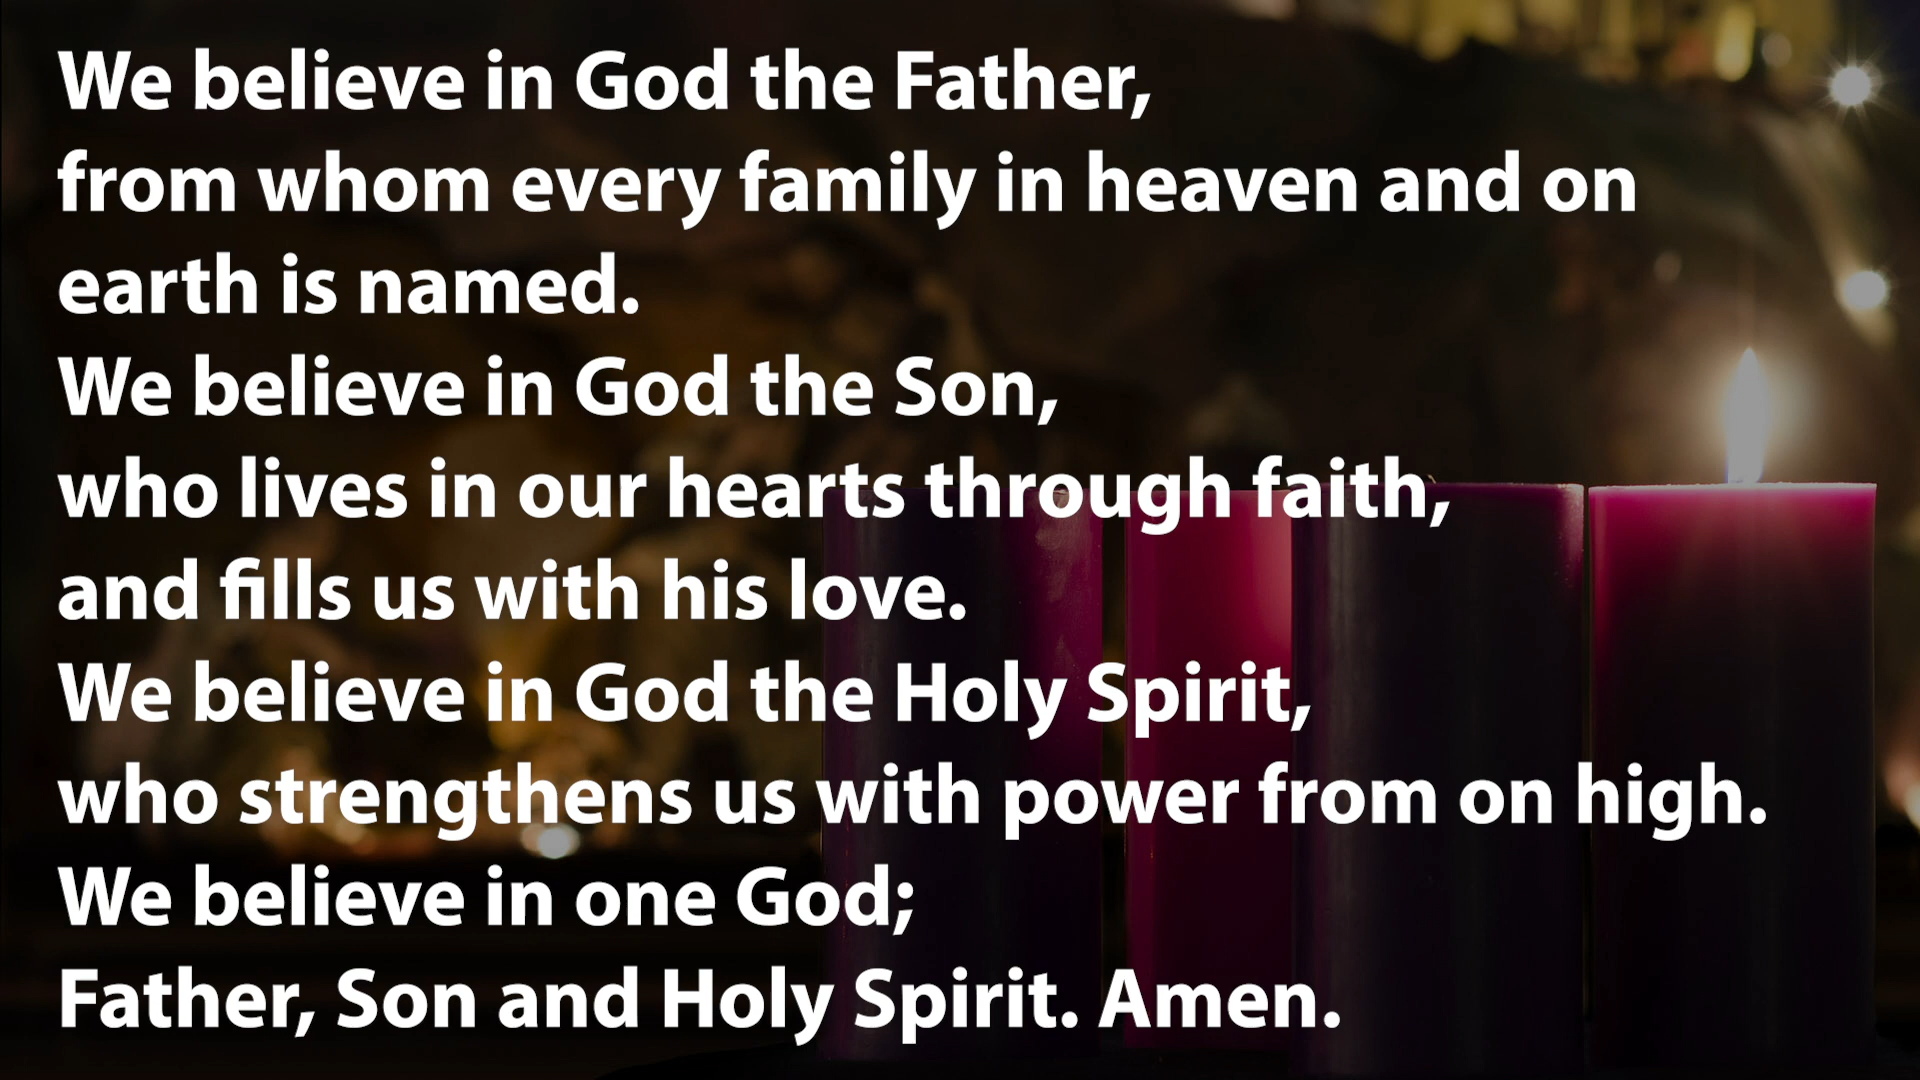 We believe in God the Father,
from whom every family in heaven and on
earth is named.
We believe in God the Son,
who lives in our hearts through faith,
and fills us with his love.
We believe in God the Holy Spirit,
who strengthens us with power from on high.
We believe in one God;
Father, Son and Holy Spirit. Amen.